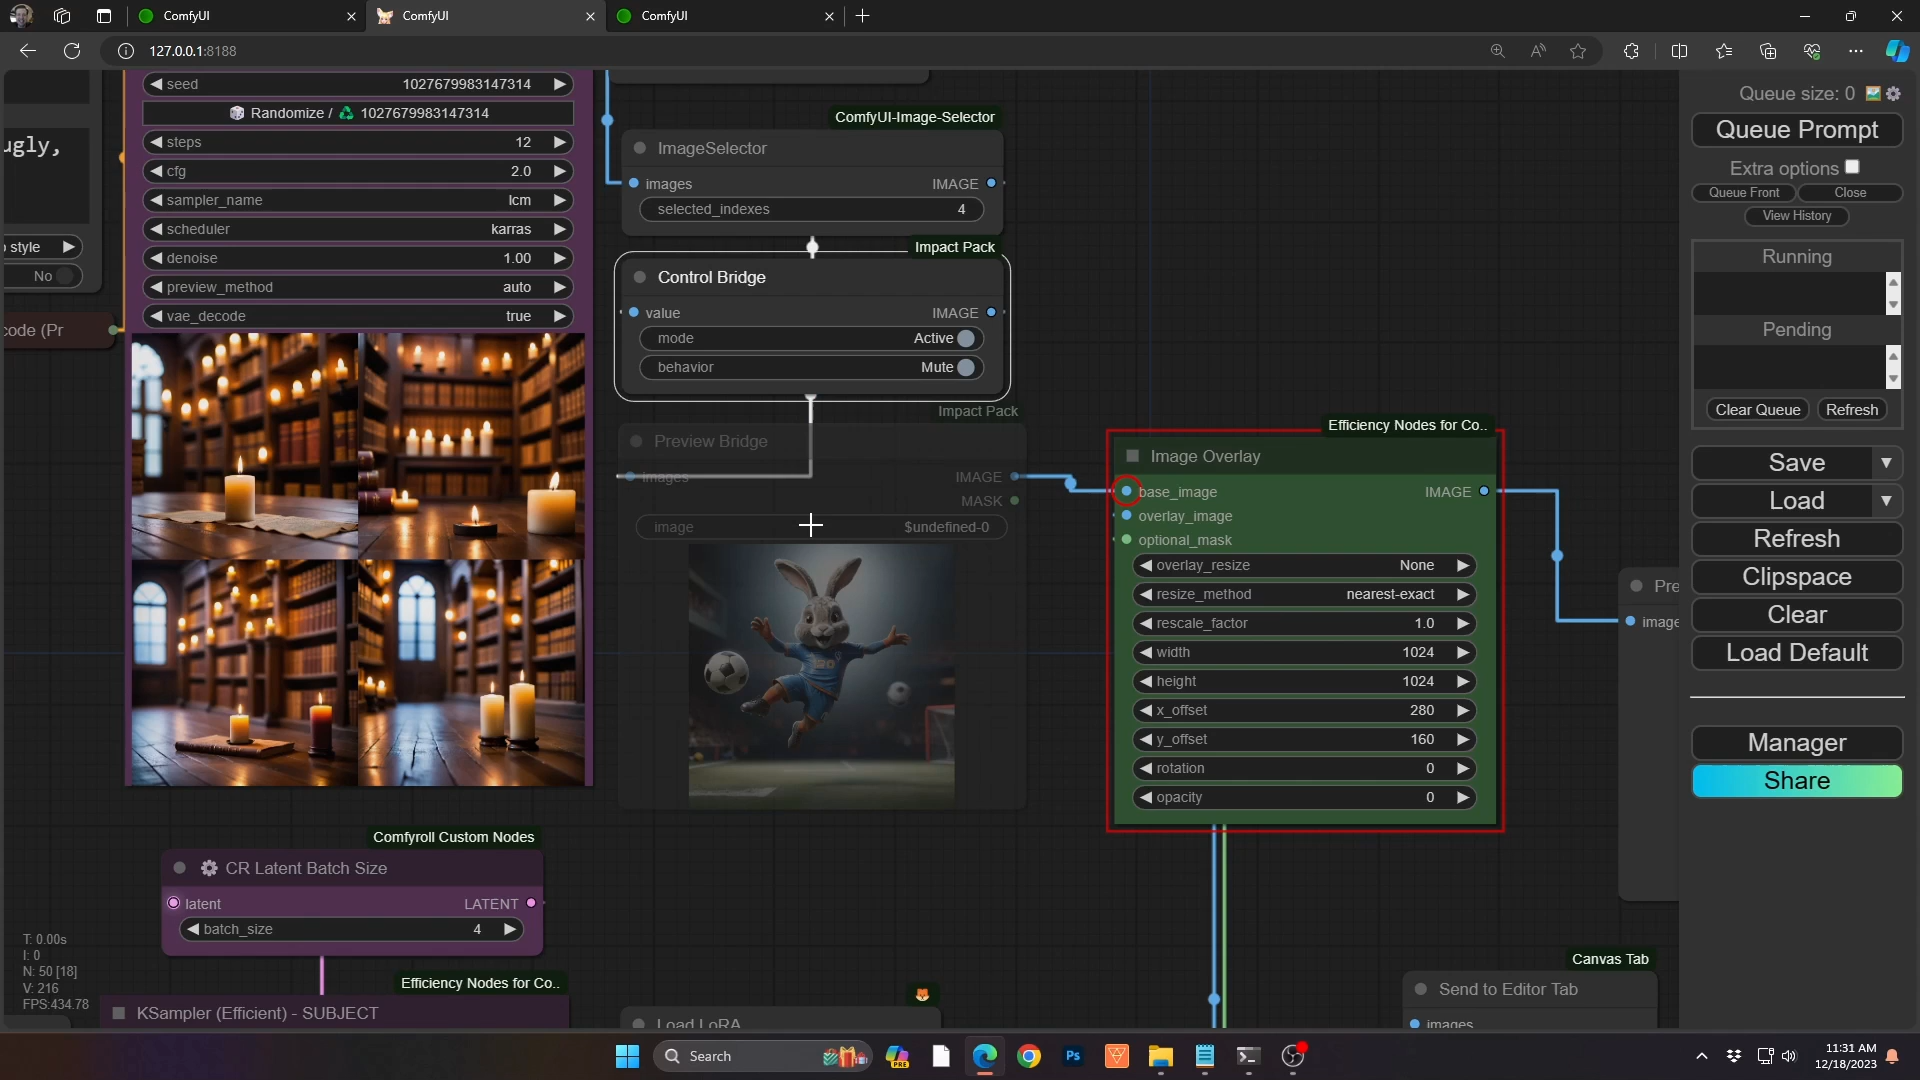 ComfyUI
ComfyUI
ComfyUI
127.0.0.1:8188
seed 1027679983147314
Randomize / 1027679983147314
steps 12
cfg 2.0
sampler_name lcm
scheduler karras
denoise 1.00
preview_method auto
vae_decode true
ugly,
style
No
code (Pr
ComfyUI-Image-Selector
ImageSelector
images IMAGE
selected_indexes 4
Impact Pack
Control Bridge
value IMAGE
mode Active
behavior Mute
Impact Pack
Preview Bridge
images IMAGE
MASK
image $undefined-0
Efficiency Nodes for Co..
Image Overlay
base_image IMAGE
overlay_image
optional_mask
overlay_resize None
resize_method nearest-exact
rescale_factor 1.0
width 1024
height 1024
x_offset 280
y_offset 160
rotation 0
opacity 0
Pre
image
Comfyroll Custom Nodes
CR Latent Batch Size
latent LATENT
batch_size 4
Efficiency Nodes for Co..
KSampler (Efficient) - SUBJECT
Load LoRA
Canvas Tab
Send to Editor Tab
images
T: 0.00s
I: 0
N: 50 [18]
V: 216
FPS:434.78
Queue size: 0
Queue Prompt
Extra options
Queue Front Close
View History
Running
Pending
Clear Queue Refresh
Save
Load
Refresh
Clipspace
Clear
Load Default
Manager
Share
Search
PRE
Ps
11:31 AM
12/18/2023